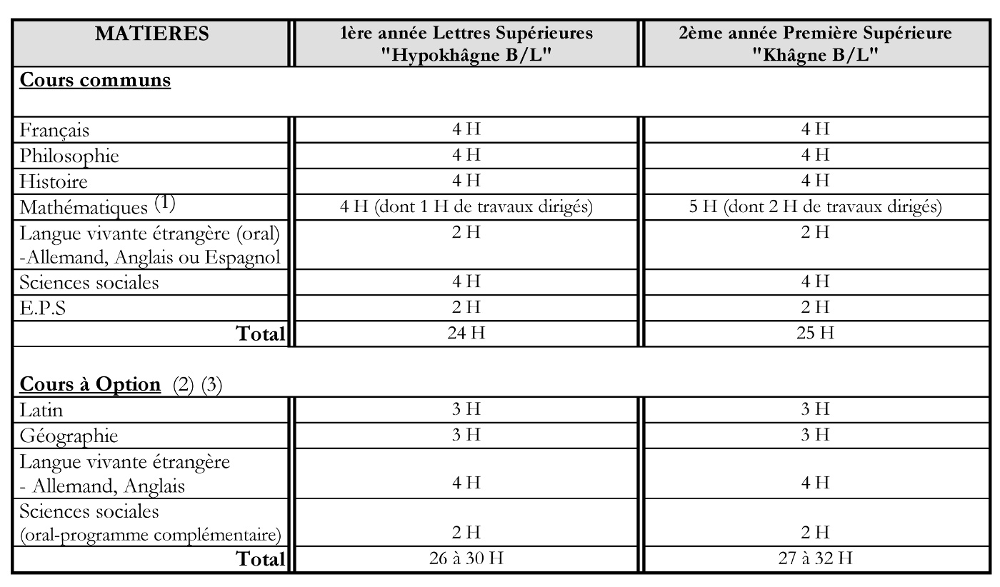 MATIERES
1ère année Lettres Supérieures
"Hypokhâgne B/L"
2ème année Première Supérieure
"Khâgne B/L"
Cours communs
Français 4 H 4 H
Philosophie 4 H 4 H
Histoire 4 H 4 H
Mathématiques (1) 4 H (dont 1 H de travaux dirigés) 5 H (dont 2 H de travaux dirigés)
Langue vivante étrangère (oral) 2 H 2 H
-Allemand, Anglais ou Espagnol
Sciences sociales 4 H 4 H
E.P.S 2 H 2 H
Total 24 H 25 H
Cours à Option (2) (3)
Latin 3 H 3 H
Géographie 3 H 3 H
Langue vivante étrangère
- Allemand, Anglais 4 H 4 H
Sciences sociales
(oral-programme complémentaire) 2 H 2 H
Total 26 à 30 H 27 à 32 H